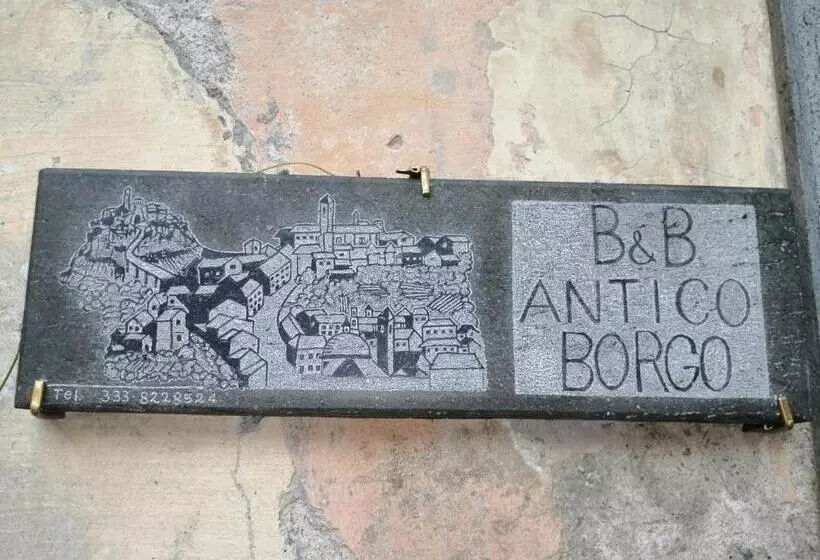 B&B
ANTICO
BORGO
Tel. 333 8228524